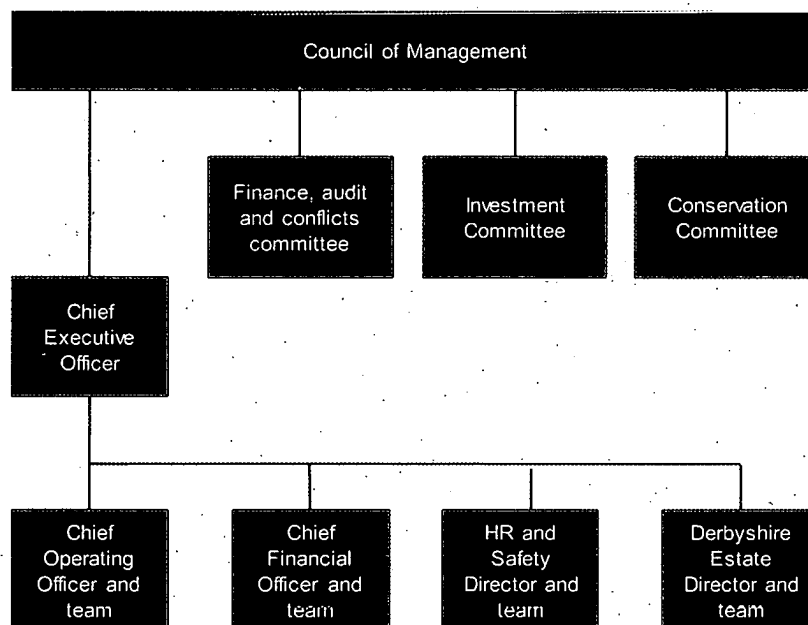 Council of Management
Finance, audit
and conflicts
committee
Investment
Committee
Conservation
Committee
Chief
Executive
Officer
Chief
Operating
Officer and
team
Chief
Financial
Officer and
team
HR and
Safety
Director and
team
Derbyshire
Estate
Director and
team